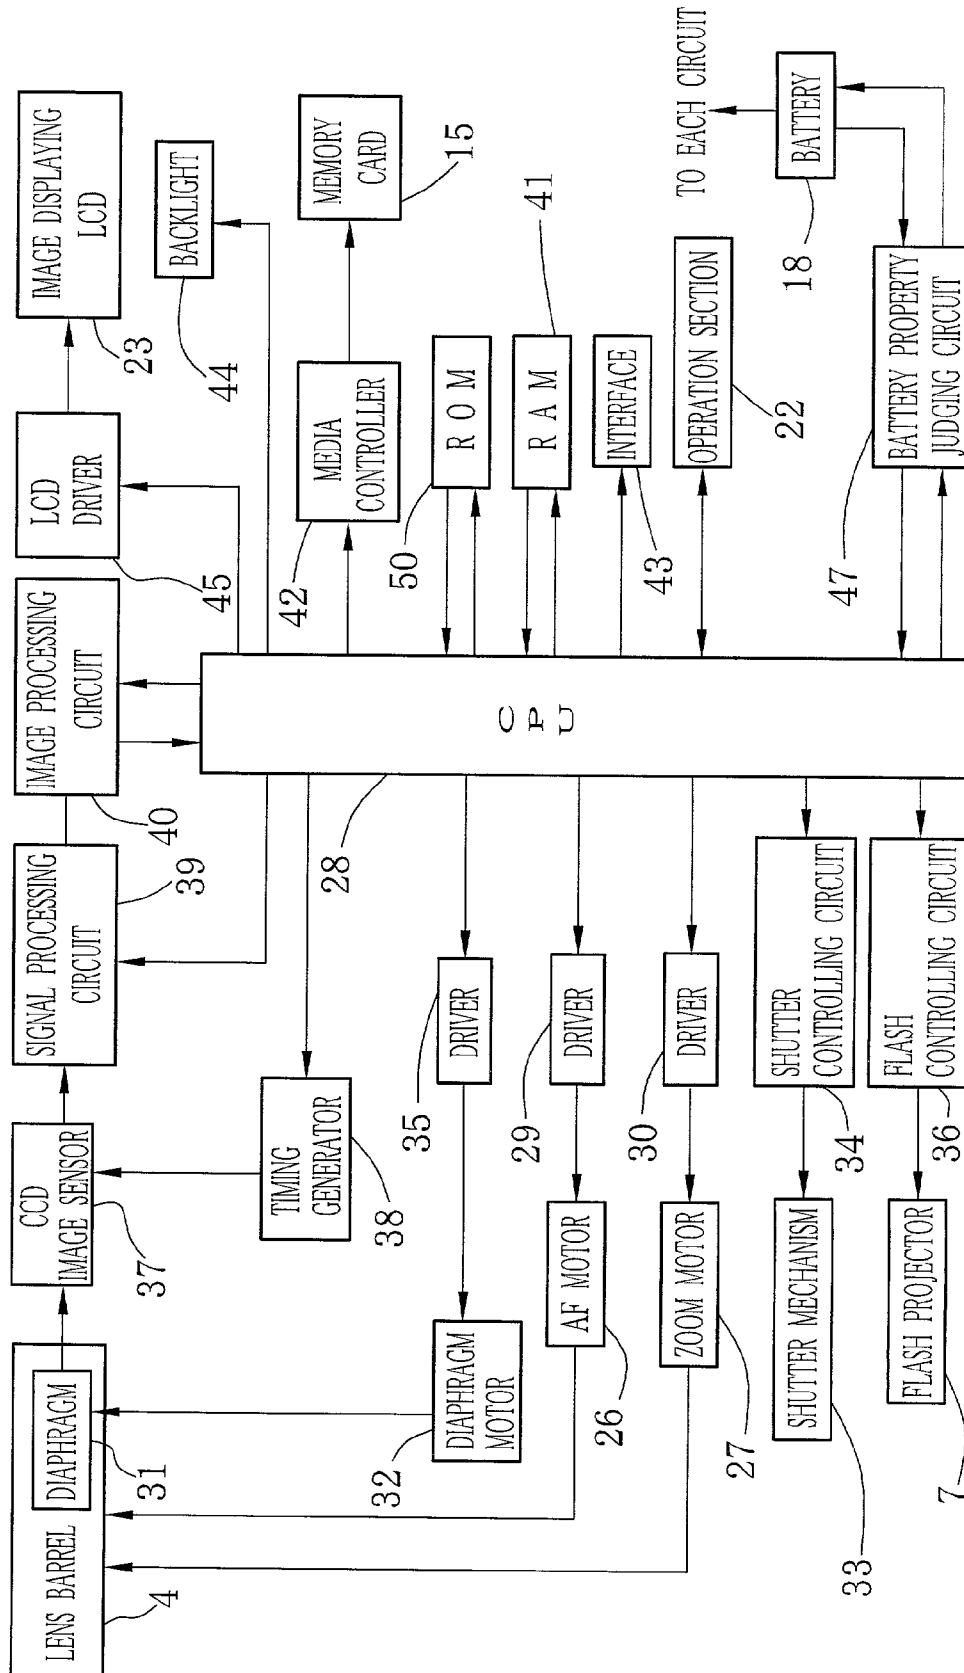 LENS BARREL
DIAPHRAGM
31
4
CCD
IMAGE SENSOR
37
SIGNAL PROCESSING
CIRCUIT
39
IMAGE PROCESSING
CIRCUIT
40
LCD
DRIVER
45
IMAGE DISPLAYING
LCD
23
BACKLIGHT
44
TIMING
GENERATOR
38
28
CPU
MEDIA
CONTROLLER
42
MEMORY
CARD
15
DIAPHRAGM
MOTOR
32
DRIVER
35
ROM
50
AF MOTOR
26
DRIVER
29
RAM
41
INTERFACE
43
ZOOM MOTOR
27
DRIVER
30
OPERATION SECTION
22
TO EACH CIRCUIT
BATTERY
18
SHUTTER MECHANISM
33
SHUTTER
CONTROLLING CIRCUIT
34
FLASH PROJECTOR
7
FLASH
CONTROLLING CIRCUIT
36
BATTERY PROPERTY
JUDGING CIRCUIT
47